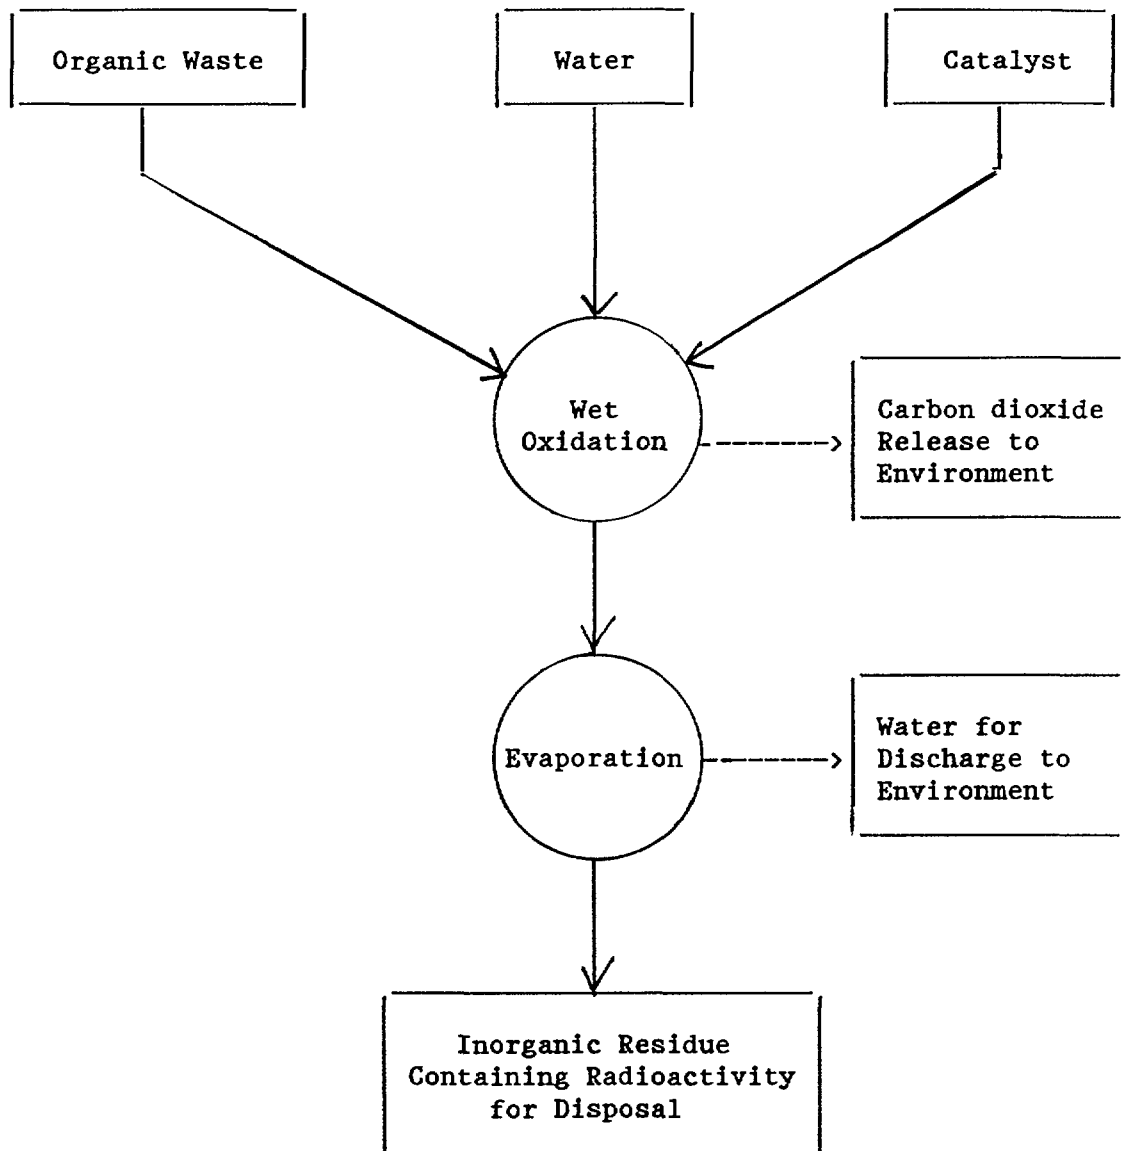 Organic Waste
Water
Catalyst
Wet
Oxidation
Carbon dioxide
Release to
Environment
Evaporation
Water for
Discharge to
Environment
Inorganic Residue
Containing Radioactivity
for Disposal